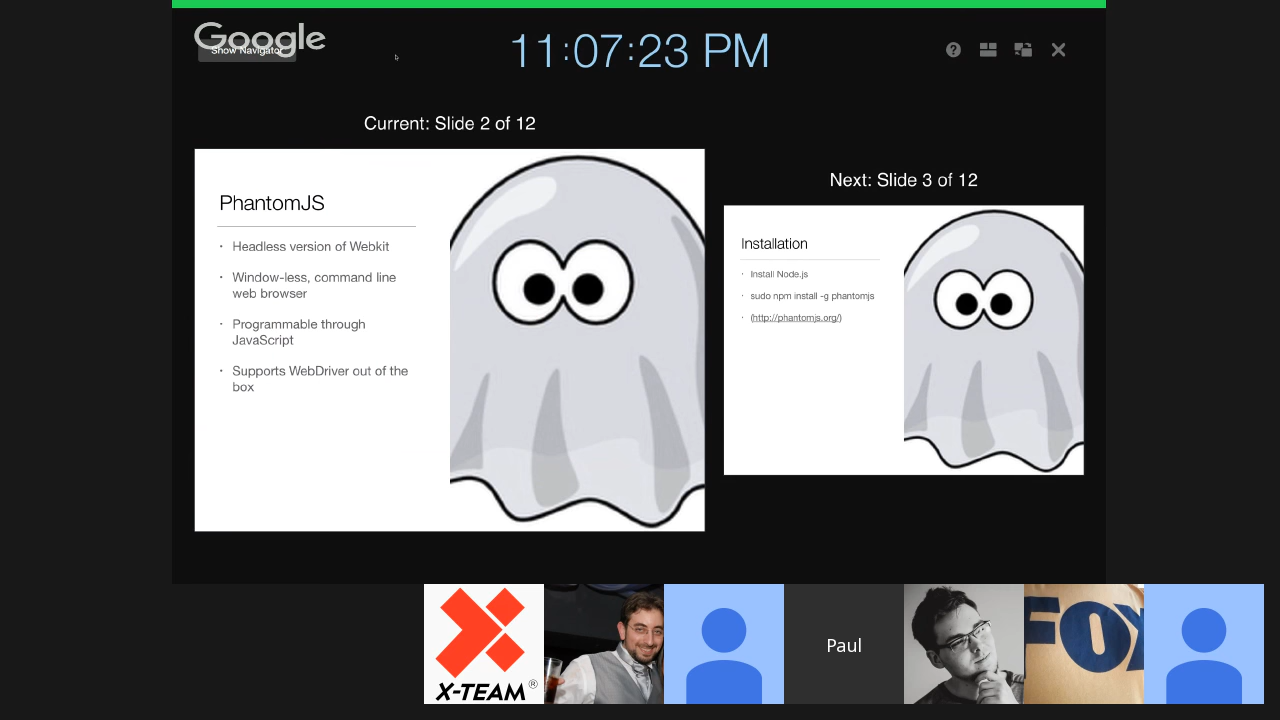 Google
Show Navigator
11:07:23 PM
Current: Slide 2 of 12
PhantomJS
• Headless version of Webkit
• Window-less, command line
web browser
• Programmable through
JavaScript
• Supports WebDriver out of the
box
Next: Slide 3 of 12
Installation
• Install Node.js
• sudo npm install -g phantomjs
• (http://phantomjs.org/)
X-TEAM®
Paul
FOX